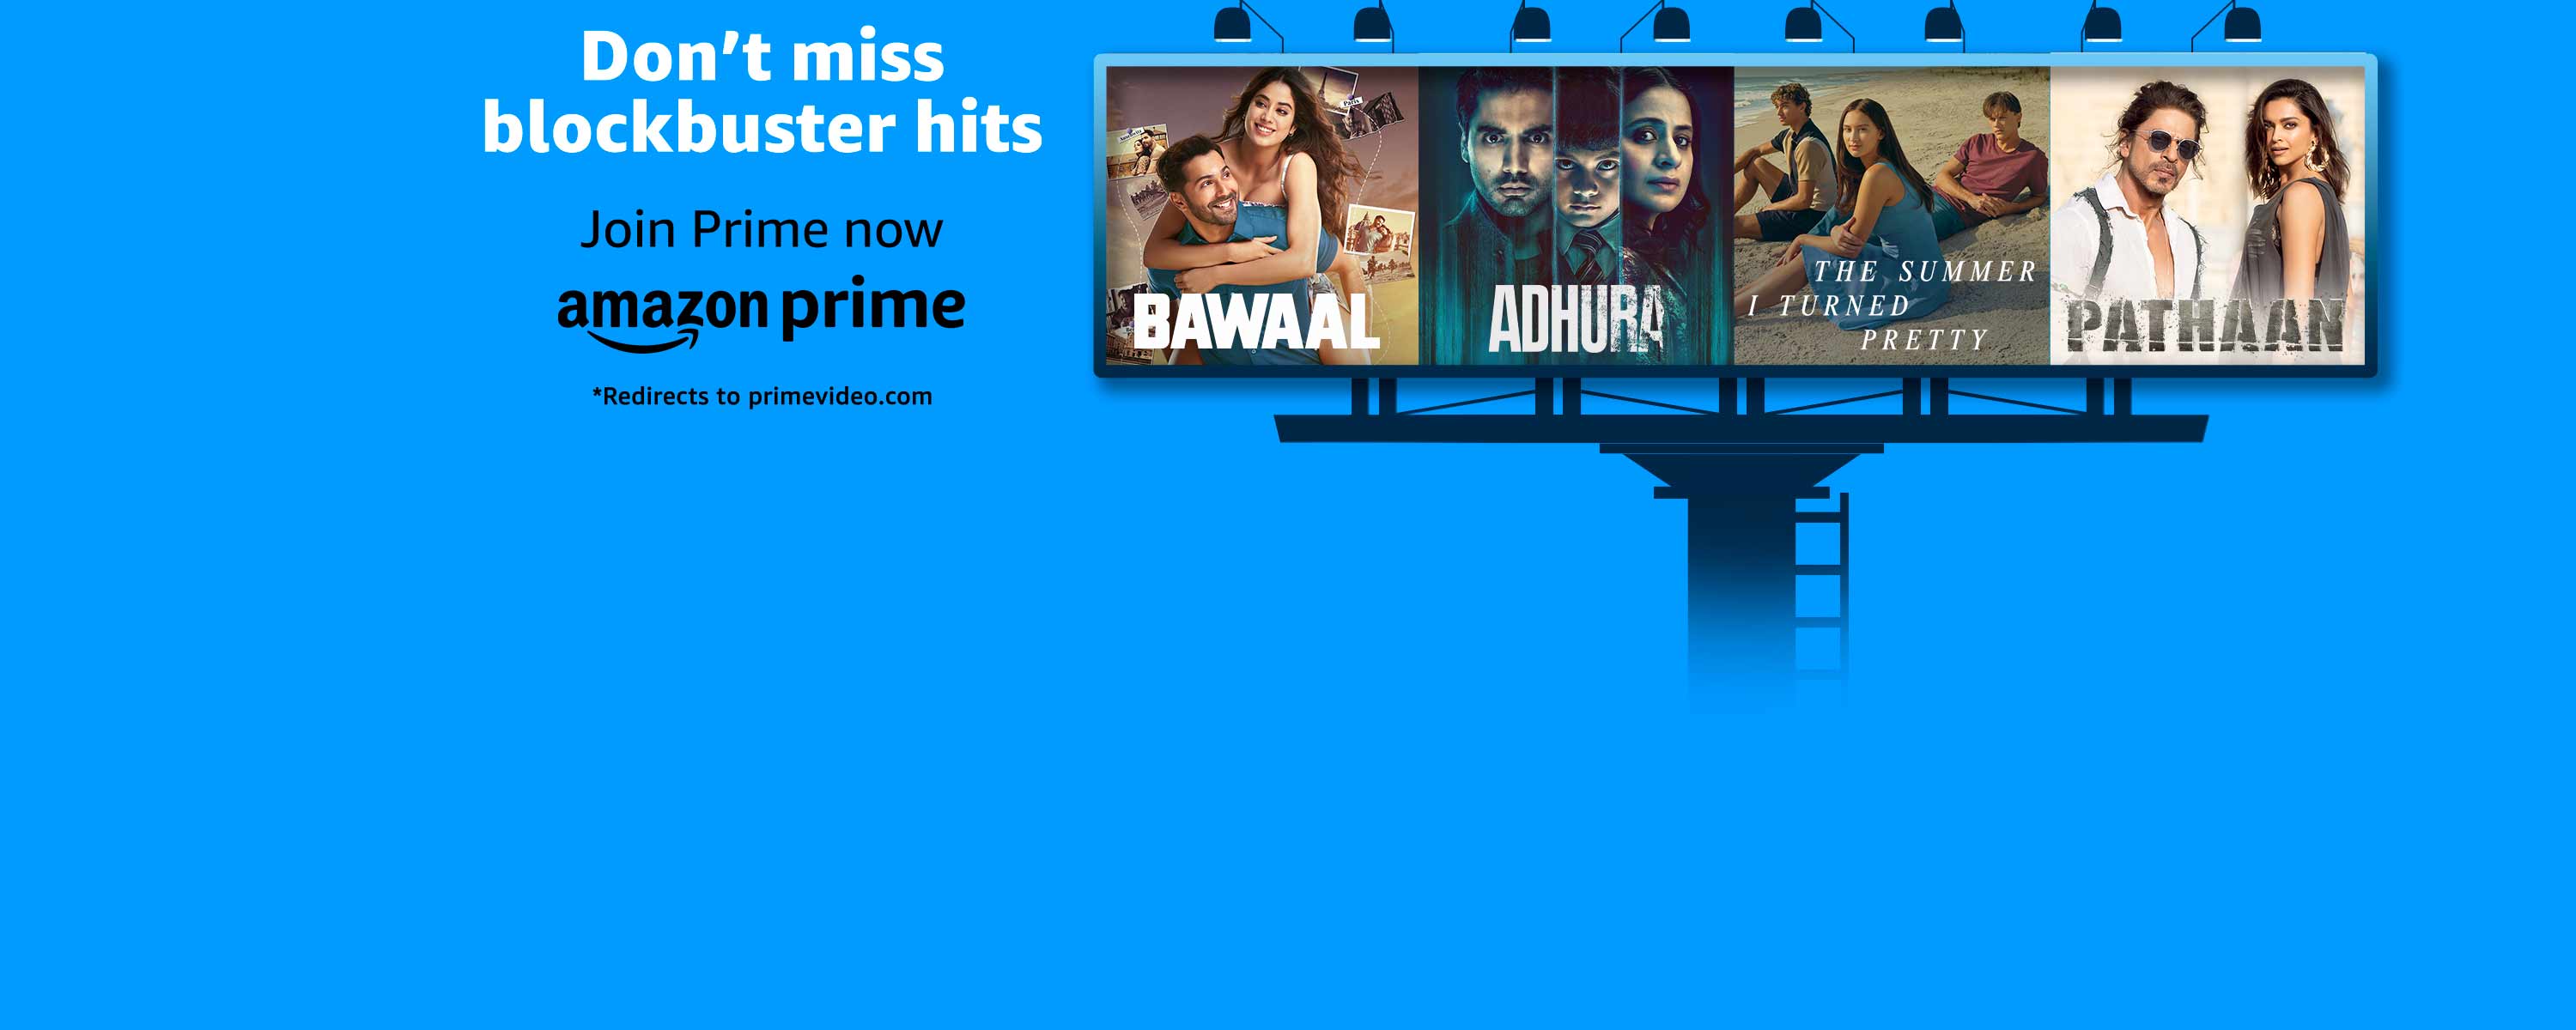 Don't miss
blockbuster hits
Join Prime now
amazon prime
*Redirects to primevideo.com
BAWAAL
ADHURA
THE SUMMER
I TURNED
PRETTY
PATHAAN